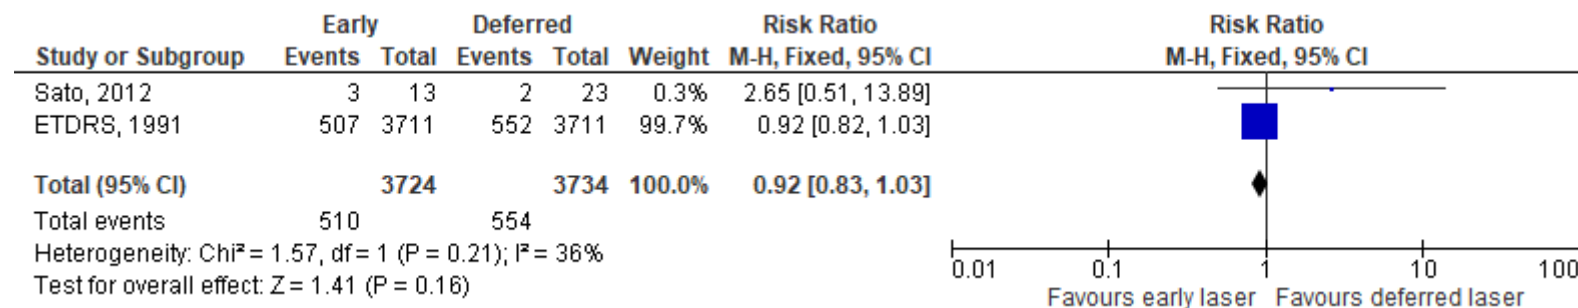 Early Deferred Risk Ratio Risk Ratio
Study or Subgroup Events Total Events Total Weight M-H, Fixed, 95% CI M-H, Fixed, 95% CI
Sato, 2012 3 13 2 23 0.3% 2.65 [0.51, 13.89]
ETDRS, 1991 507 3711 552 3711 99.7% 0.92 [0.82, 1.03]
Total (95% CI) 3724 3734 100.0% 0.92 [0.83, 1.03]
Total events 510 554
Heterogeneity: Chi² = 1.57, df = 1 (P = 0.21); I² = 36%
Test for overall effect: Z = 1.41 (P = 0.16)
0.01 0.1 1 10 100
Favours early laser Favours deferred laser